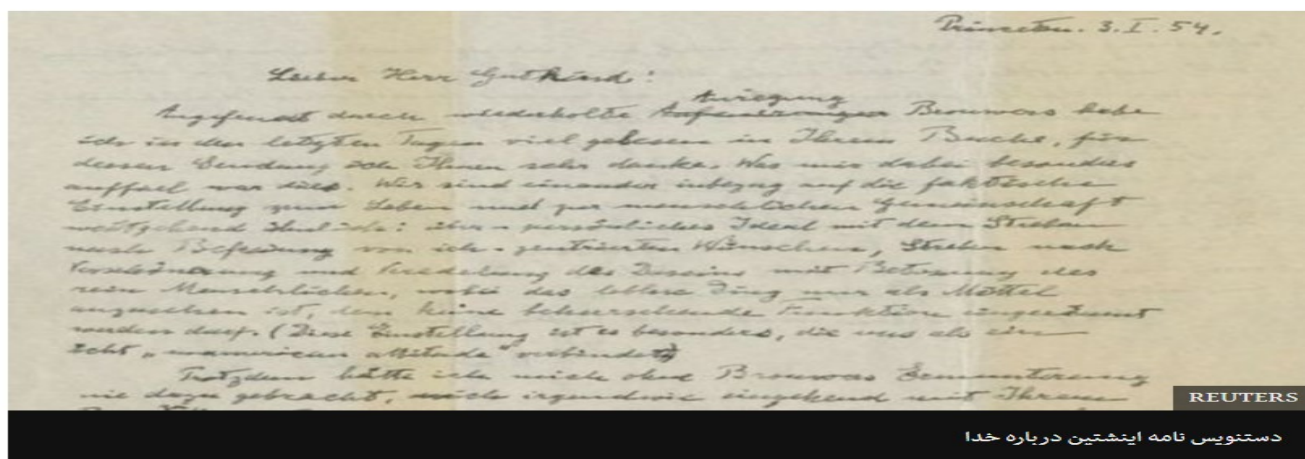 Princeton. 3. I. 54.
Lieber Herr Gutkind!
Anregung
Angefeuert durch wiederholte Brouwers habe
ich in den letzten Tagen viel gelesen in Ihrem Buche, für
dessen Sendung ich Ihnen sehr danke. Was mir dabei besonders
auffiel war dies. Wir sind einander inbezug auf die faktische
Einstellung zum Leben und zur menschlichen Gemeinschaft
weitgehend ähnlich: persönliches Ideal mit dem Streben
nach Befreiung von ich-zentrierten Wünschen, Streben nach
Verschönerung und Veredelung des Daseins mit Betonung des
rein Menschlichen, wobei das leblose Ding nur als Mittel
anzusehen ist, dem keine beherrschende Funktion eingeräumt
werden darf. (Diese Einstellung ist es besonders, die uns als ein
echt „unamerican attitude" verbindet)
Trotzdem hätte ich mich ohne Brouwers Ermunterung
nie dazu gebracht, mich irgendwie eingehend mit Ihrem
REUTERS
دستنویس نامه اینشتین درباره خدا